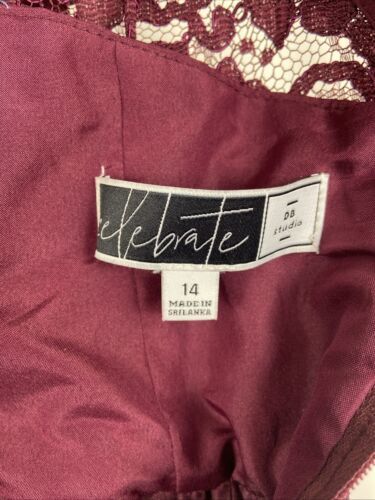 celebrate
DB
studio
14
MADE IN
SRI LANKA